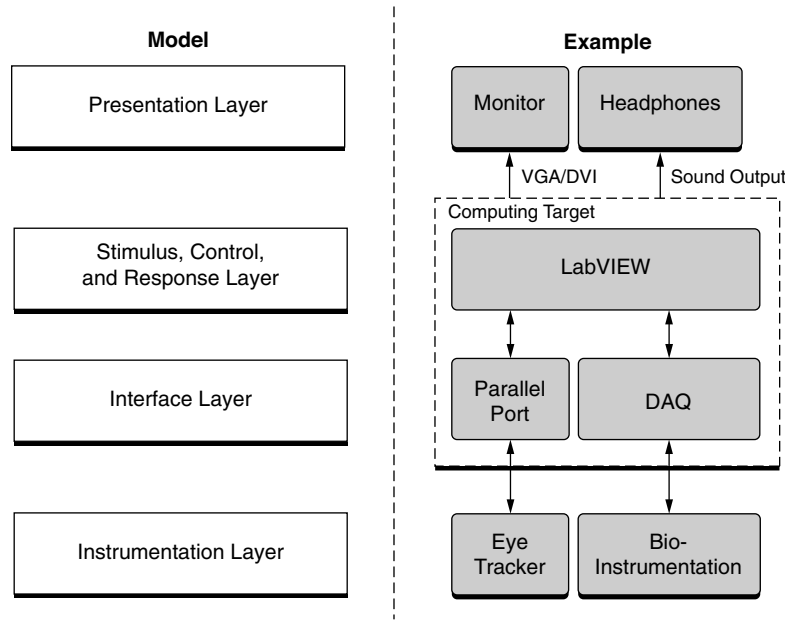 Model
Example
Presentation Layer
Monitor
Headphones
VGA/DVI
Sound Output
Computing Target
Stimulus, Control,
and Response Layer
LabVIEW
Interface Layer
Parallel
Port
DAQ
Instrumentation Layer
Eye
Tracker
Bio-
Instrumentation